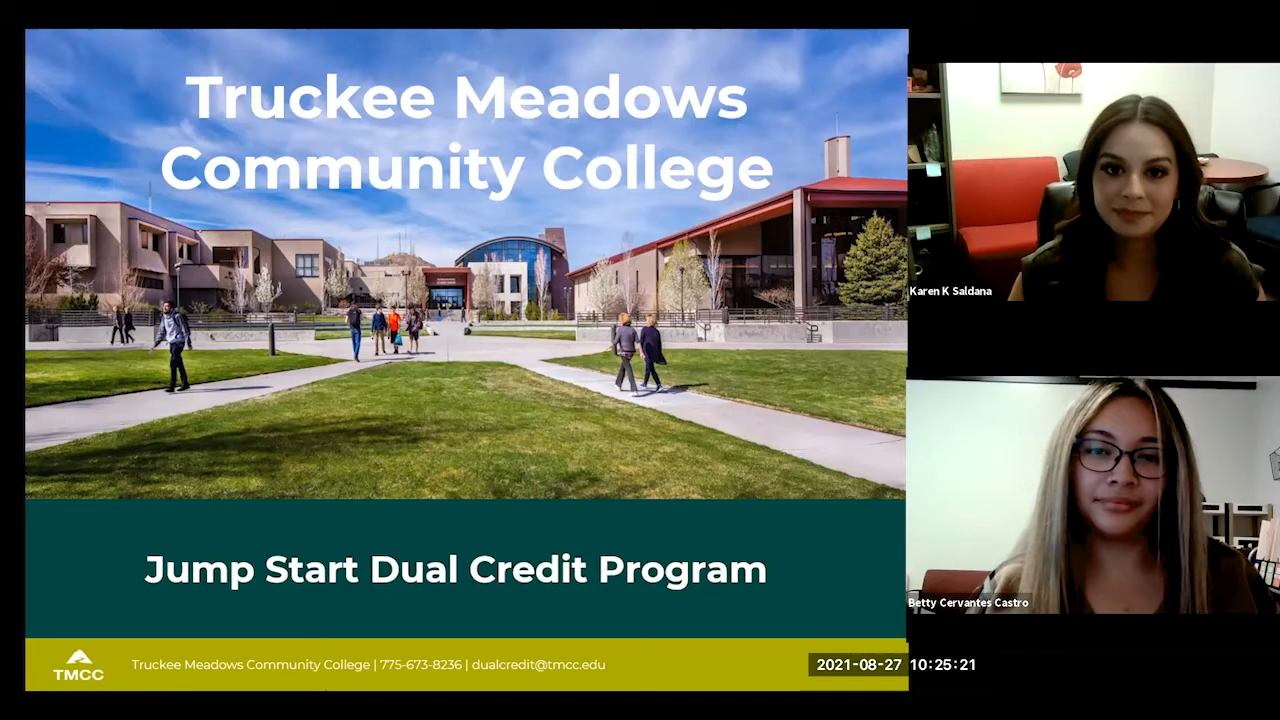 Truckee Meadows
Community College
Karen K Saldana
Jump Start Dual Credit Program
Betty Cervantes Castro
TMCC
Truckee Meadows Community College | 775-673-8236 | dualcredit@tmcc.edu
2021-08-27 10:25:21